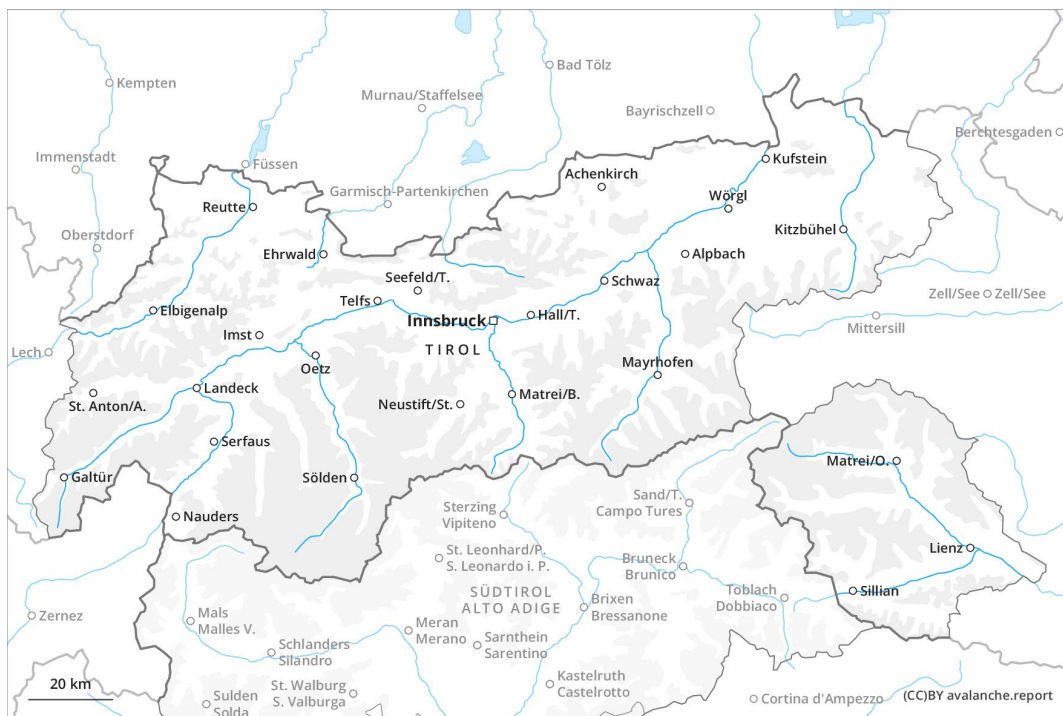 Kempten
Bad Tölz
Murnau/Staffelsee
Bayrischzell
Berchtesgaden
Immenstadt
Füssen
Kufstein
Achenkirch
Garmisch-Partenkirchen
Reutte
Wörgl
Oberstdorf
Kitzbühel
Ehrwald
Alpbach
Seefeld/T.
Schwaz
Zell/See
Zell/See
Telfs
Elbigenalp
Innsbruck
Hall/T.
Mittersill
Imst
TIROL
Lech
Oetz
Mayrhofen
Landeck
St. Anton/A.
Neustift/St.
Matrei/B.
Serfaus
Matrei/O.
Galtür
Sölden
Sand/T.
Campo Tures
Sterzing
Vipiteno
Nauders
Lienz
St. Leonhard/P.
S. Leonardo i. P.
Bruneck
Brunico
SÜDTIROL
ALTO ADIGE
Sillian
Toblach
Dobbiaco
Brixen
Bressanone
Zernez
Mals
Malles V.
Meran
Merano
Sarnthein
Sarentino
Schlanders
Silandro
Kastelruth
Castelrotto
20 km
St. Walburg
S. Valburga
Sulden
Solda
Cortina d'Ampezzo
(CC)BY avalanche.report